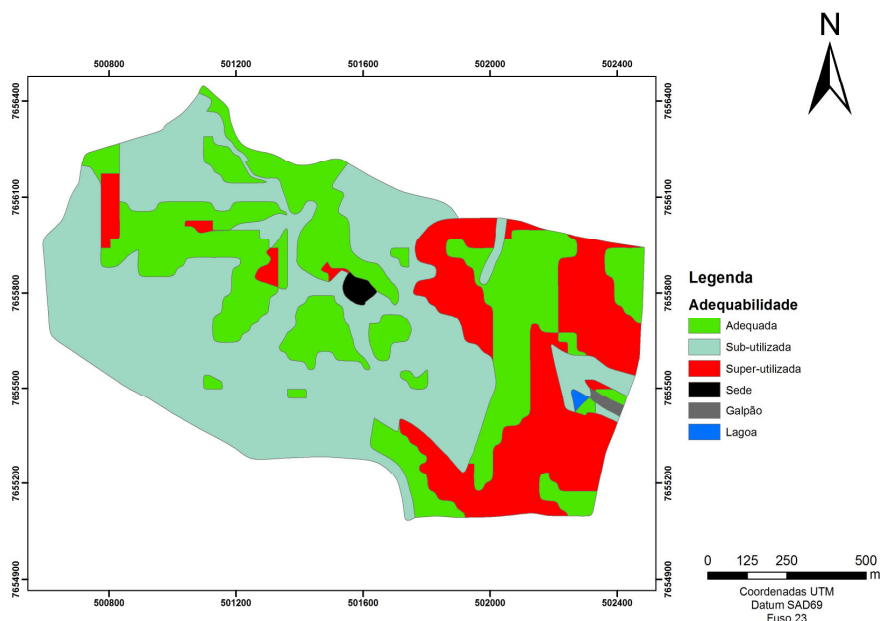 N
500800 501200 501600 502000 502400
7656400 7656400
7656100 7656100
7655800 7655800
7655500 7655500
7655200 7655200
7654900 7654900
500800 501200 501600 502000 502400
Legenda
Adequabilidade
Adequada
Sub-utilizada
Super-utilizada
Sede
Galpão
Lagoa
0 125 250 500
m
Coordenadas UTM
Datum SAD69
Fuso 23